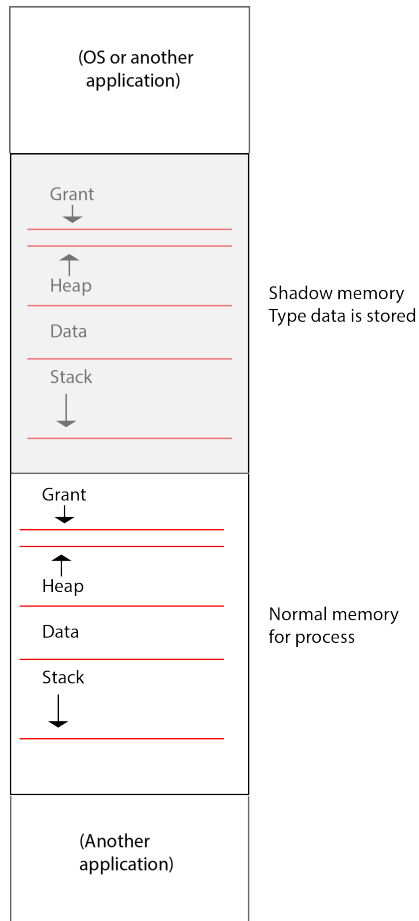 (OS or another
application)
Grant
Heap
Data
Stack
Shadow memory
Type data is stored
Grant
Heap
Data
Stack
Normal memory
for process
(Another
application)